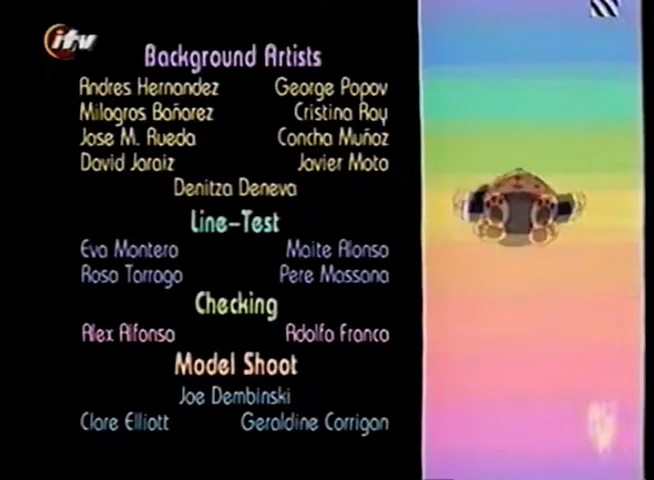 itv
Background Artists
Andres Hernandez George Popov
Milagros Bañarez Cristina Ray
Jose M. Rueda Concha Muñoz
David Jaraiz Javier Moto
Denitza Deneva
Line-Test
Eva Montero Maite Alonso
Rosa Tarrago Pere Massana
Checking
Alex Alfonso Adolfo Franco
Model Shoot
Joe Dembinski
Clare Elliott Geraldine Corrigan